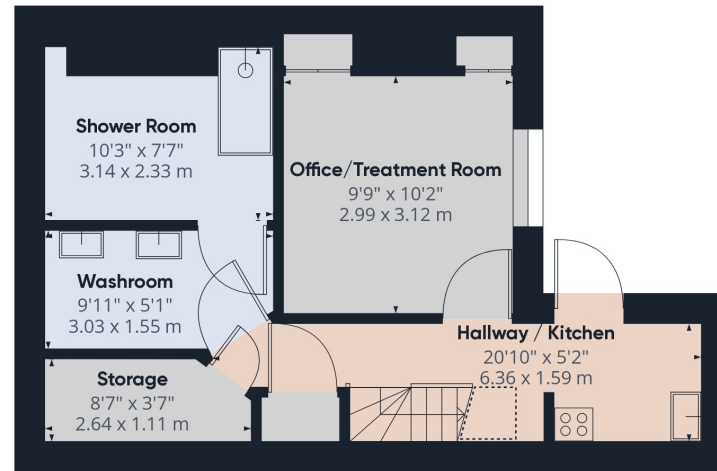 Shower Room
10'3" x 7'7"
3.14 x 2.33 m
Office/Treatment Room
9'9" x 10'2"
2.99 x 3.12 m
Washroom
9'11" x 5'1"
3.03 x 1.55 m
Hallway / Kitchen
20'10" x 5'2"
6.36 x 1.59 m
Storage
8'7" x 3'7"
2.64 x 1.11 m